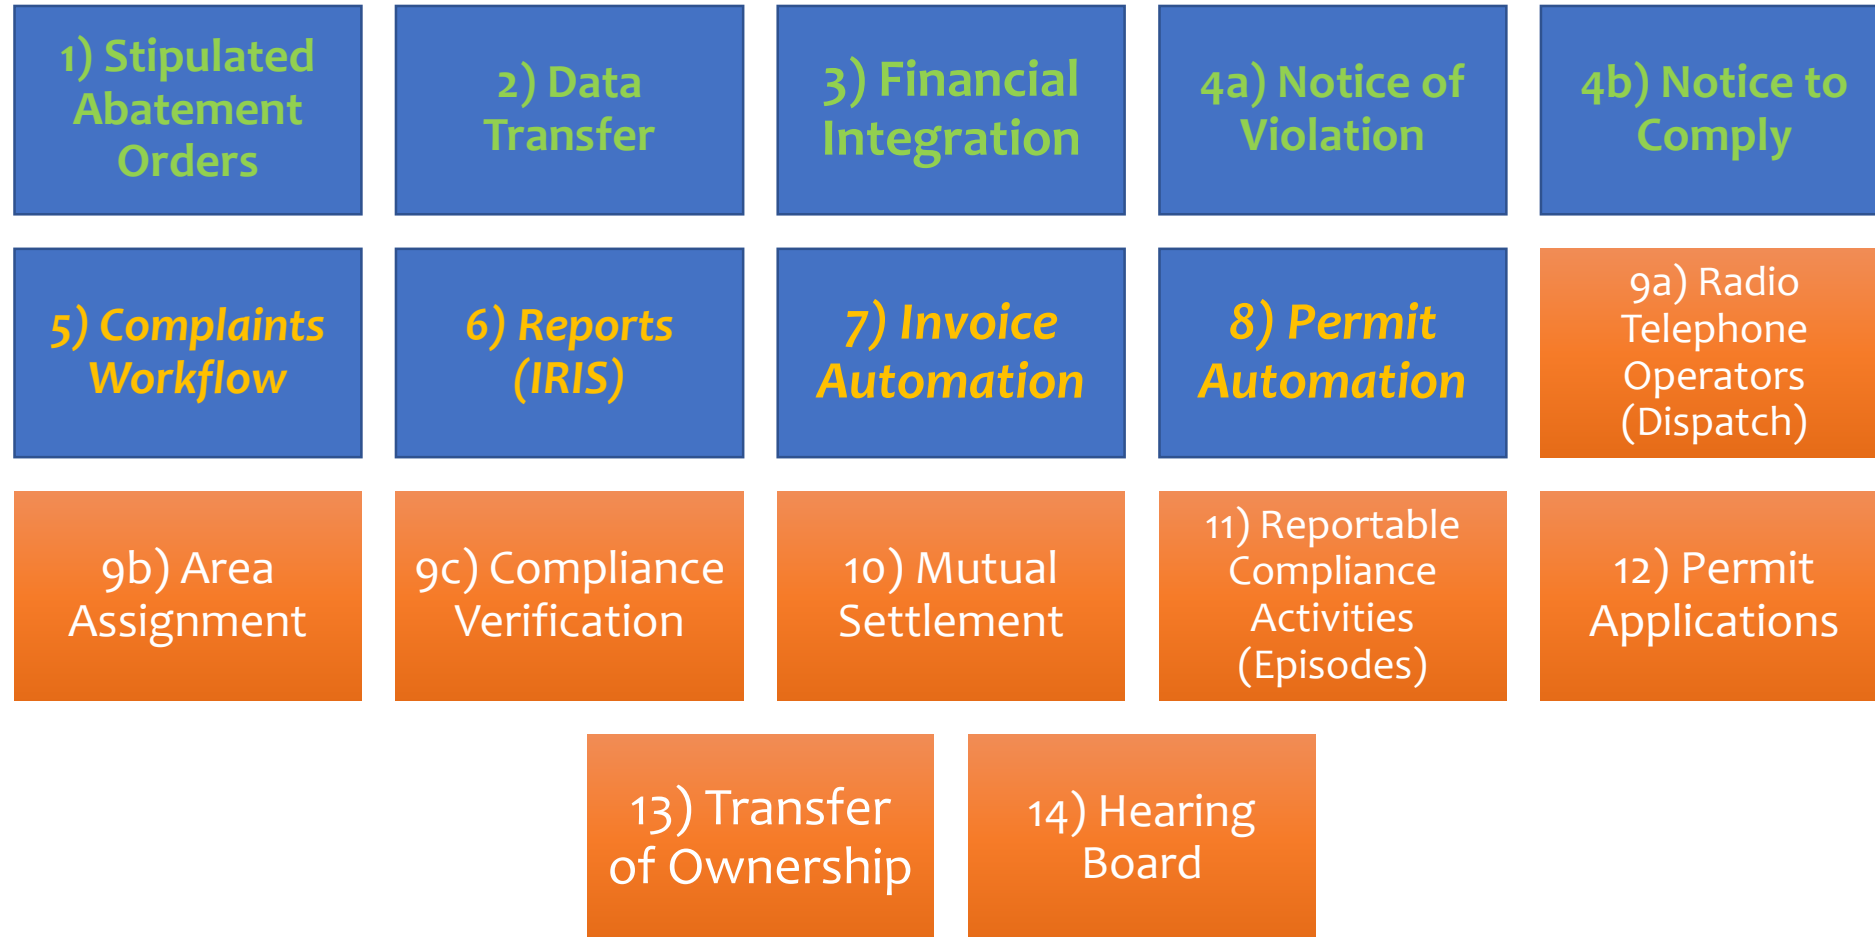 1) Stipulated
Abatement
Orders
2) Data
Transfer
3) Financial
Integration
4a) Notice of
Violation
4b) Notice to
Comply
5) Complaints
Workflow
6) Reports
(IRIS)
7) Invoice
Automation
8) Permit
Automation
9a) Radio
Telephone
Operators
(Dispatch)
9b) Area
Assignment
9c) Compliance
Verification
10) Mutual
Settlement
11) Reportable
Compliance
Activities
(Episodes)
12) Permit
Applications
13) Transfer
of Ownership
14) Hearing
Board